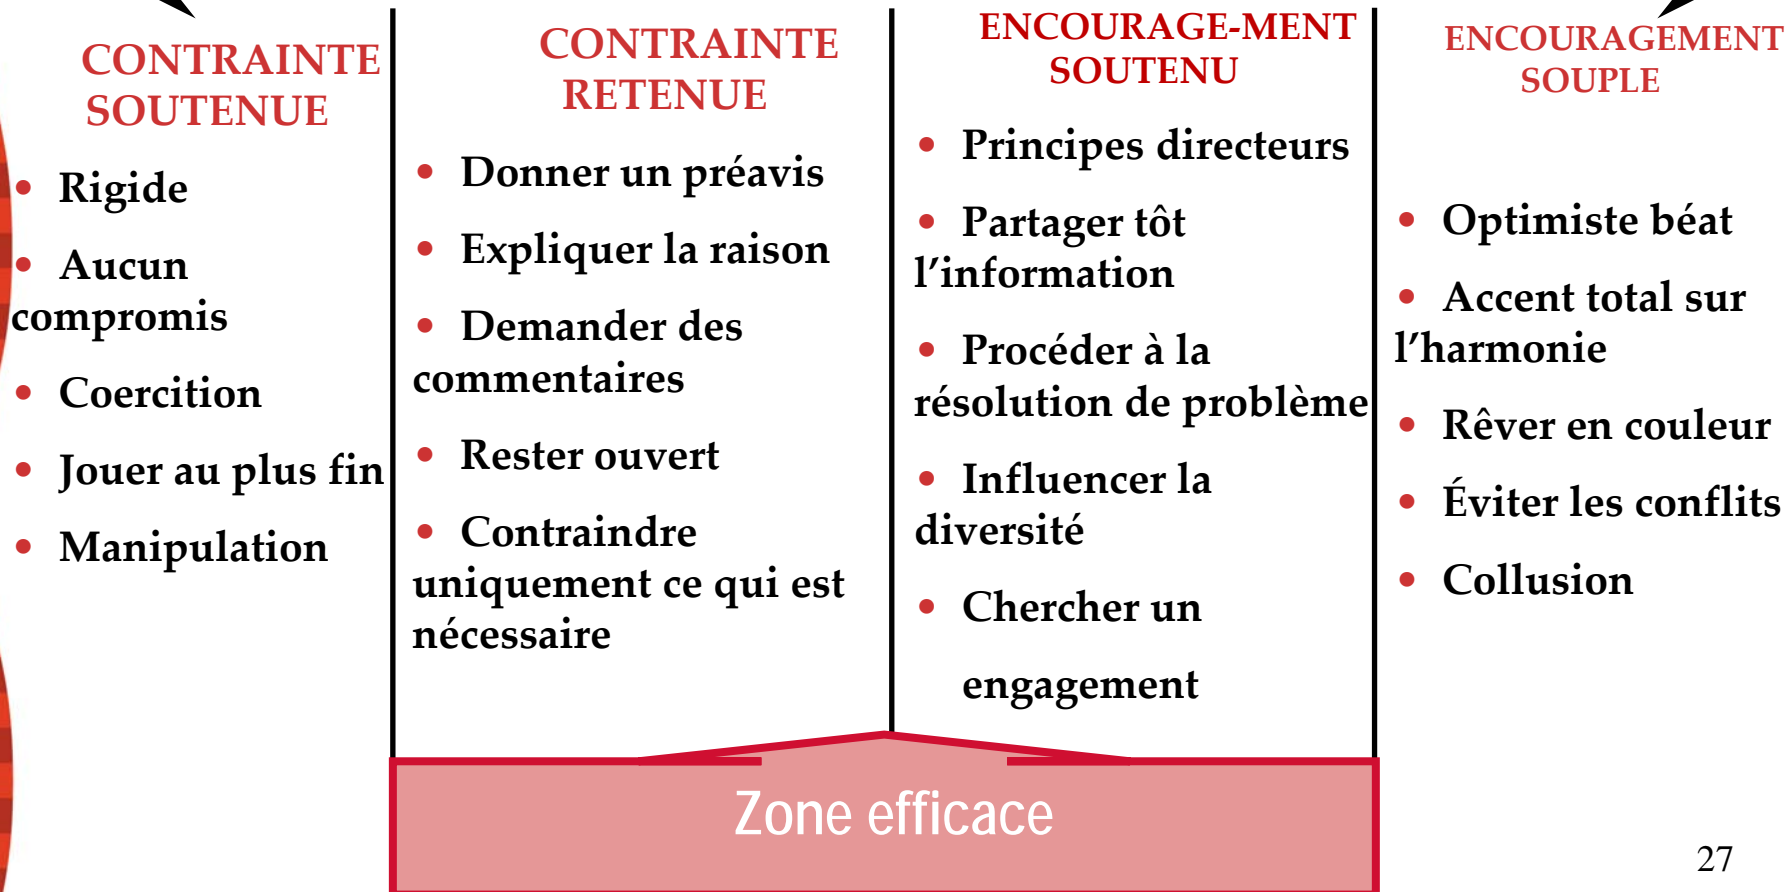 CONTRAINTE
SOUTENUE
• Rigide
• Aucun
compromis
• Coercition
• Jouer au plus fin
• Manipulation
CONTRAINTE
RETENUE
• Donner un préavis
• Expliquer la raison
• Demander des
commentaires
• Rester ouvert
• Contraindre
uniquement ce qui est
nécessaire
ENCOURAGE-MENT
SOUTENU
• Principes directeurs
• Partager tôt
l’information
• Procéder à la
résolution de problème
• Influencer la
diversité
• Chercher un
engagement
ENCOURAGEMENT
SOUPLE
• Optimiste béat
• Accent total sur
l’harmonie
• Rêver en couleur
• Éviter les conflits
• Collusion
Zone efficace
27